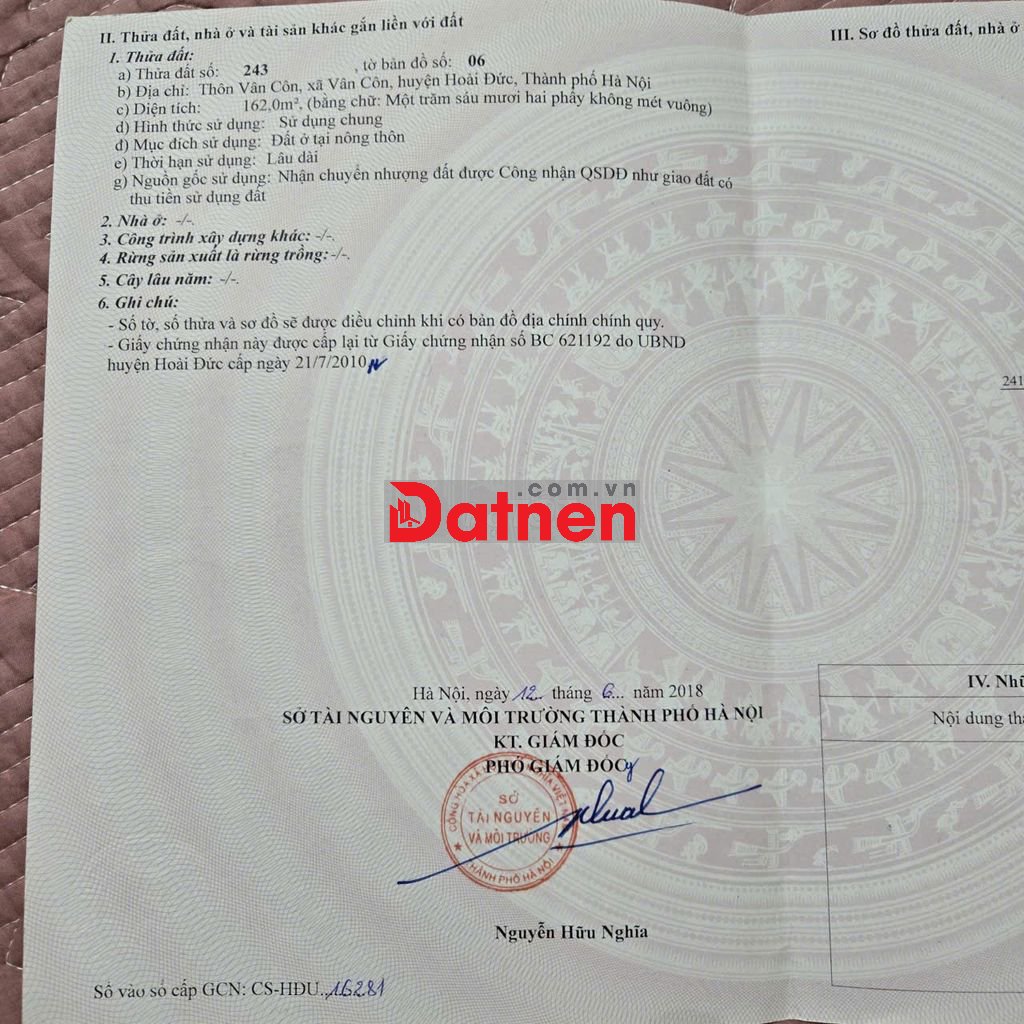 II. Thửa đất, nhà ở và tài sản khác gắn liền với đất
1. Thửa đất:
a) Thửa đất số: 243 , tờ bản đồ số: 06
b) Địa chỉ: Thôn Vân Côn, xã Vân Côn, huyện Hoài Đức, Thành phố Hà Nội
c) Diện tích: 162,0m², (bằng chữ: Một trăm sáu mươi hai phẩy không mét vuông)
d) Hình thức sử dụng: Sử dụng chung
đ) Mục đích sử dụng: Đất ở tại nông thôn
e) Thời hạn sử dụng: Lâu dài
g) Nguồn gốc sử dụng: Nhận chuyển nhượng đất được Công nhận QSDĐ như giao đất có
thu tiền sử dụng đất
2. Nhà ở: -/-.
3. Công trình xây dựng khác: -/-.
4. Rừng sản xuất là rừng trồng: -/-.
5. Cây lâu năm: -/-.
6. Ghi chú:
- Số tờ, số thửa và sơ đồ sẽ được điều chỉnh khi có bản đồ địa chính chính quy.
- Giấy chứng nhận này được cấp lại từ Giấy chứng nhận số BC 621192 do UBND
huyện Hoài Đức cấp ngày 21/7/2010
.com.vn
Datnen
Hà Nội, ngày 12.. tháng 6... năm 2018
SỞ TÀI NGUYÊN VÀ MÔI TRƯỜNG THÀNH PHỐ HÀ NỘI
KT. GIÁM ĐỐC
PHÓ GIÁM ĐỐC
SỞ
TÀI NGUYÊN
VÀ MÔI TRƯỜNG
THÀNH PHỐ HÀ NỘI
Nguyễn Hữu Nghĩa
Số vào sổ cấp GCN: CS-HĐU..16281
III. Sơ đồ thửa đất, nhà ở
241
IV. Nhữ
Nội dung tha